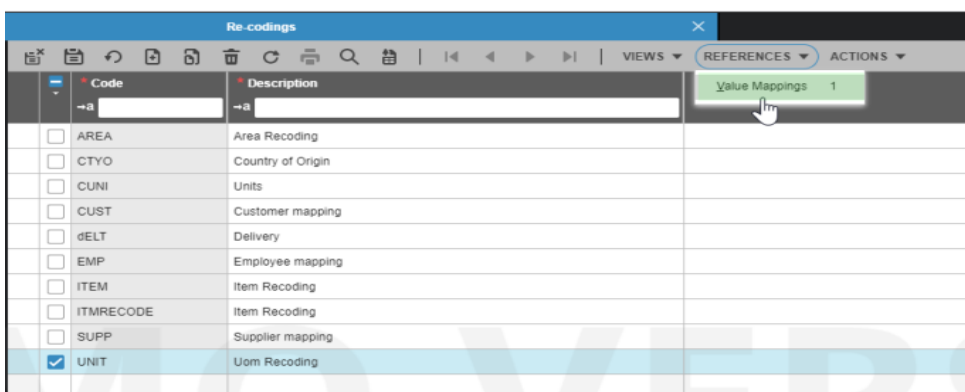 Re-codings
VIEWS REFERENCES ACTIONS
* Code * Description Value Mappings 1
→a →a
AREA Area Recoding
CTYO Country of Origin
CUNI Units
CUST Customer mapping
dELT Delivery
EMP Employee mapping
ITEM Item Recoding
ITMRECODE Item Recoding
SUPP Supplier mapping
UNIT Uom Recoding